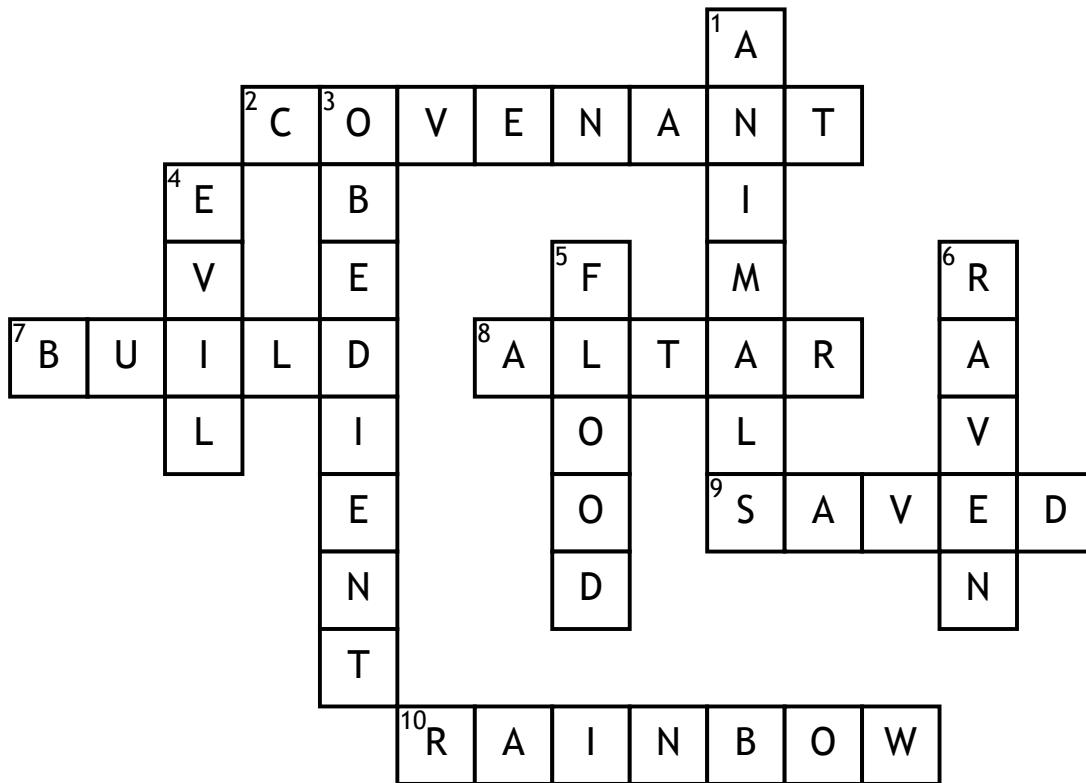 1 A
2 C 3 O V E N A N T
4 E B I
V E 5 F M 6 R
7 B U I L D 8 A L T A R A
L I O L V
E O 9 S A V E D
N D N
T
10 R A I N B O W